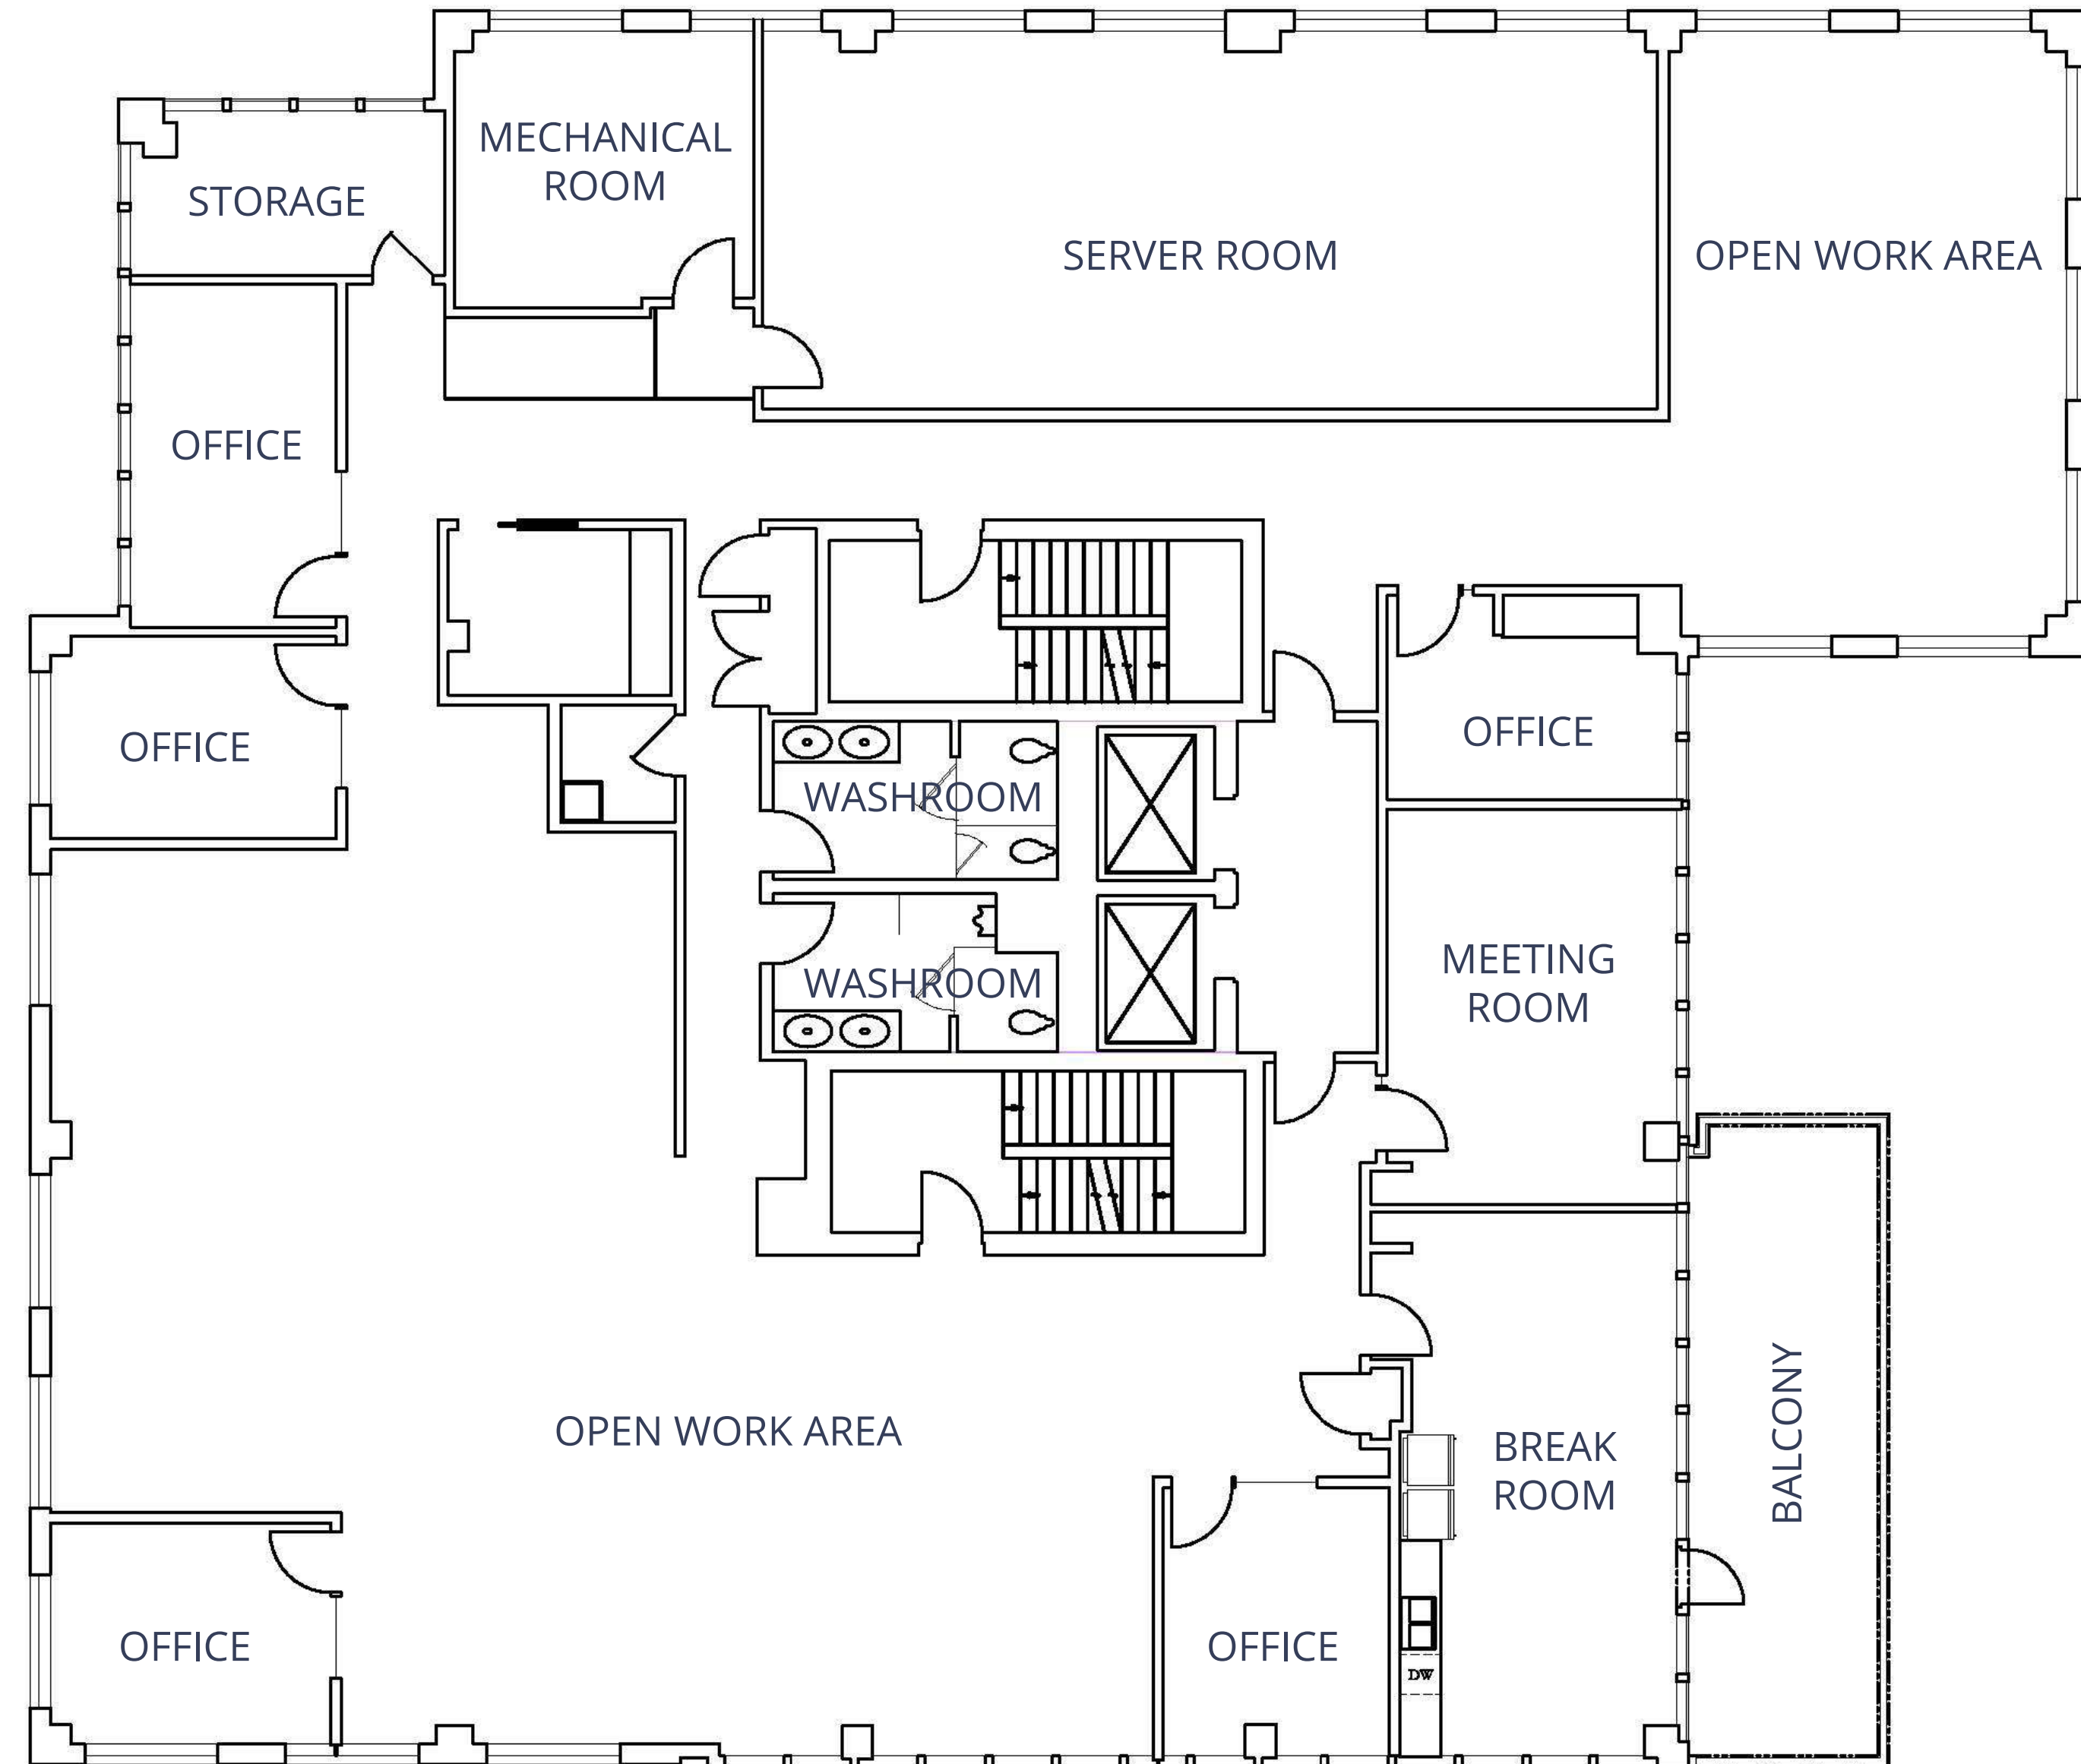 MECHANICAL
ROOM
STORAGE
SERVER ROOM
OPEN WORK AREA
OFFICE
OFFICE
OFFICE
WASHROOM
MEETING
ROOM
WASHROOM
OPEN WORK AREA
BREAK
ROOM
BALCONY
OFFICE
OFFICE
DW